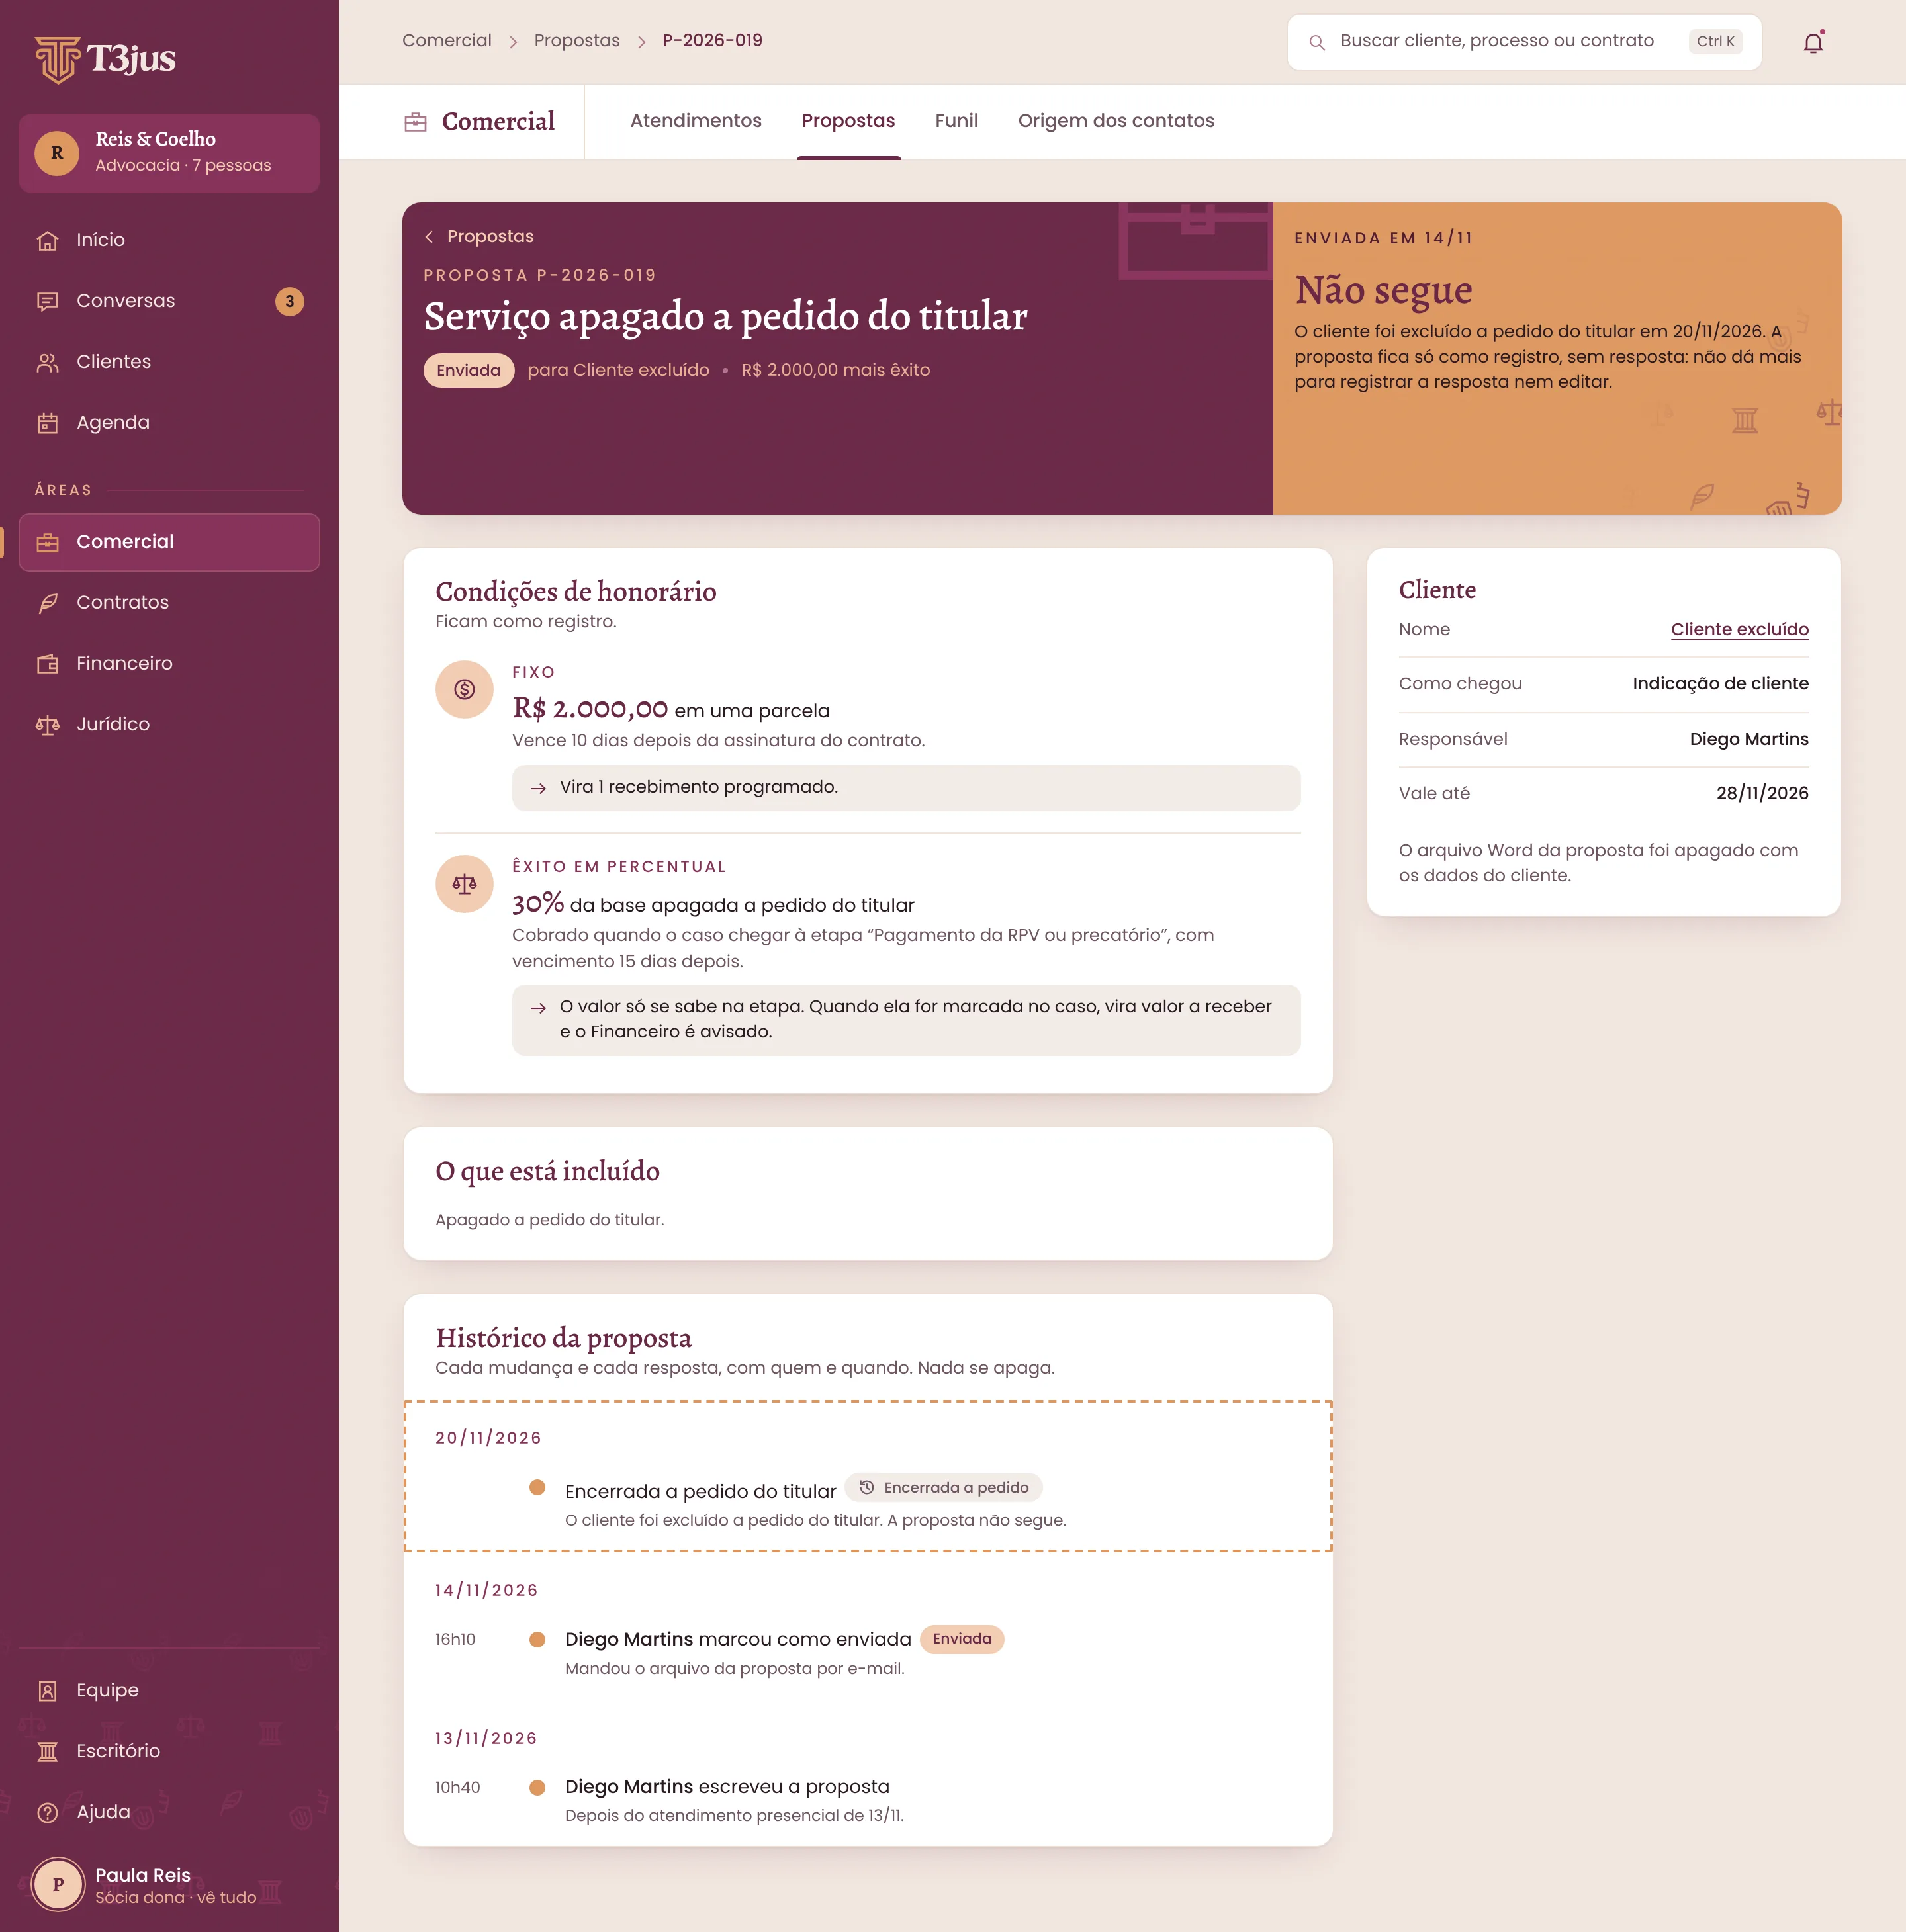 T3jus
R
Reis & Coelho
Advocacia · 7 pessoas
Início
Conversas
3
Clientes
Agenda
ÁREAS
Comercial
Contratos
Financeiro
Jurídico
Equipe
Escritório
Ajuda
P
Paula Reis
Sócia dona · vê tudo
Comercial
Propostas
P-2026-019
Buscar cliente, processo ou contrato
Ctrl K
Comercial
Atendimentos
Propostas
Funil
Origem dos contatos
Propostas
PROPOSTA P-2026-019
Serviço apagado a pedido do titular
Enviada
para Cliente excluído • R$ 2.000,00 mais êxito
ENVIADA EM 14/11
Não segue
O cliente foi excluído a pedido do titular em 20/11/2026. A
proposta fica só como registro, sem resposta: não dá mais
para registrar a resposta nem editar.
Condições de honorário
Ficam como registro.
FIXO
R$ 2.000,00 em uma parcela
Vence 10 dias depois da assinatura do contrato.
→ Vira 1 recebimento programado.
ÊXITO EM PERCENTUAL
30% da base apagada a pedido do titular
Cobrado quando o caso chegar à etapa “Pagamento da RPV ou precatório”, com
vencimento 15 dias depois.
→ O valor só se sabe na etapa. Quando ela for marcada no caso, vira valor a receber
e o Financeiro é avisado.
Cliente
Nome
Cliente excluído
Como chegou
Indicação de cliente
Responsável
Diego Martins
Vale até
28/11/2026
O arquivo Word da proposta foi apagado com
os dados do cliente.
O que está incluído
Apagado a pedido do titular.
Histórico da proposta
Cada mudança e cada resposta, com quem e quando. Nada se apaga.
20/11/2026
Encerrada a pedido do titular
Encerrada a pedido
O cliente foi excluído a pedido do titular. A proposta não segue.
14/11/2026
16h10
Diego Martins marcou como enviada
Enviada
Mandou o arquivo da proposta por e-mail.
13/11/2026
10h40
Diego Martins escreveu a proposta
Depois do atendimento presencial de 13/11.